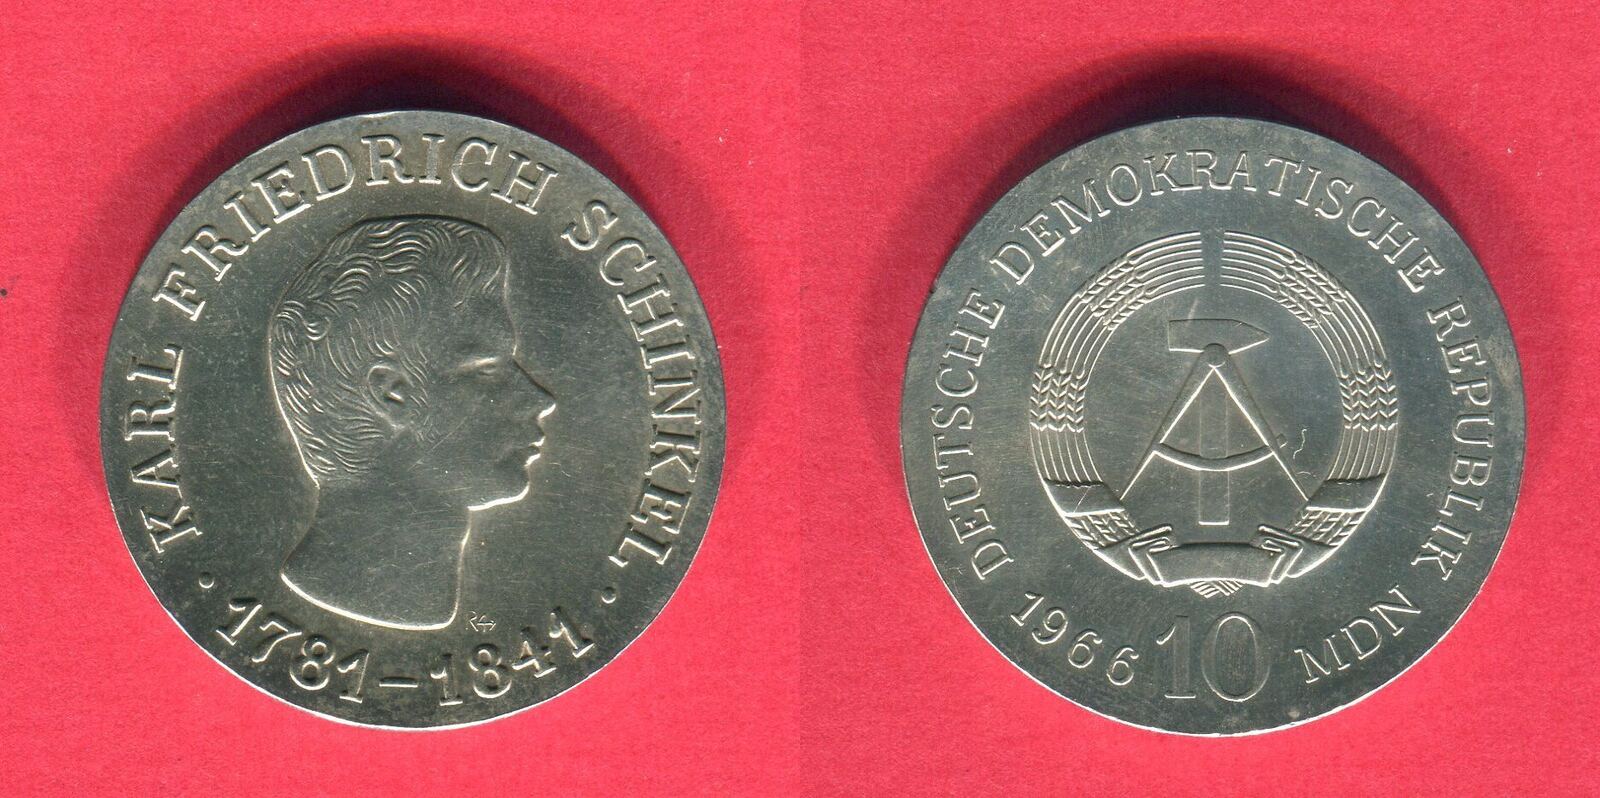 KARL FRIEDRICH SCHINKEL
· 1781–1841 ·
DEUTSCHE DEMOKRATISCHE REPUBLIK
1966 10 MDN